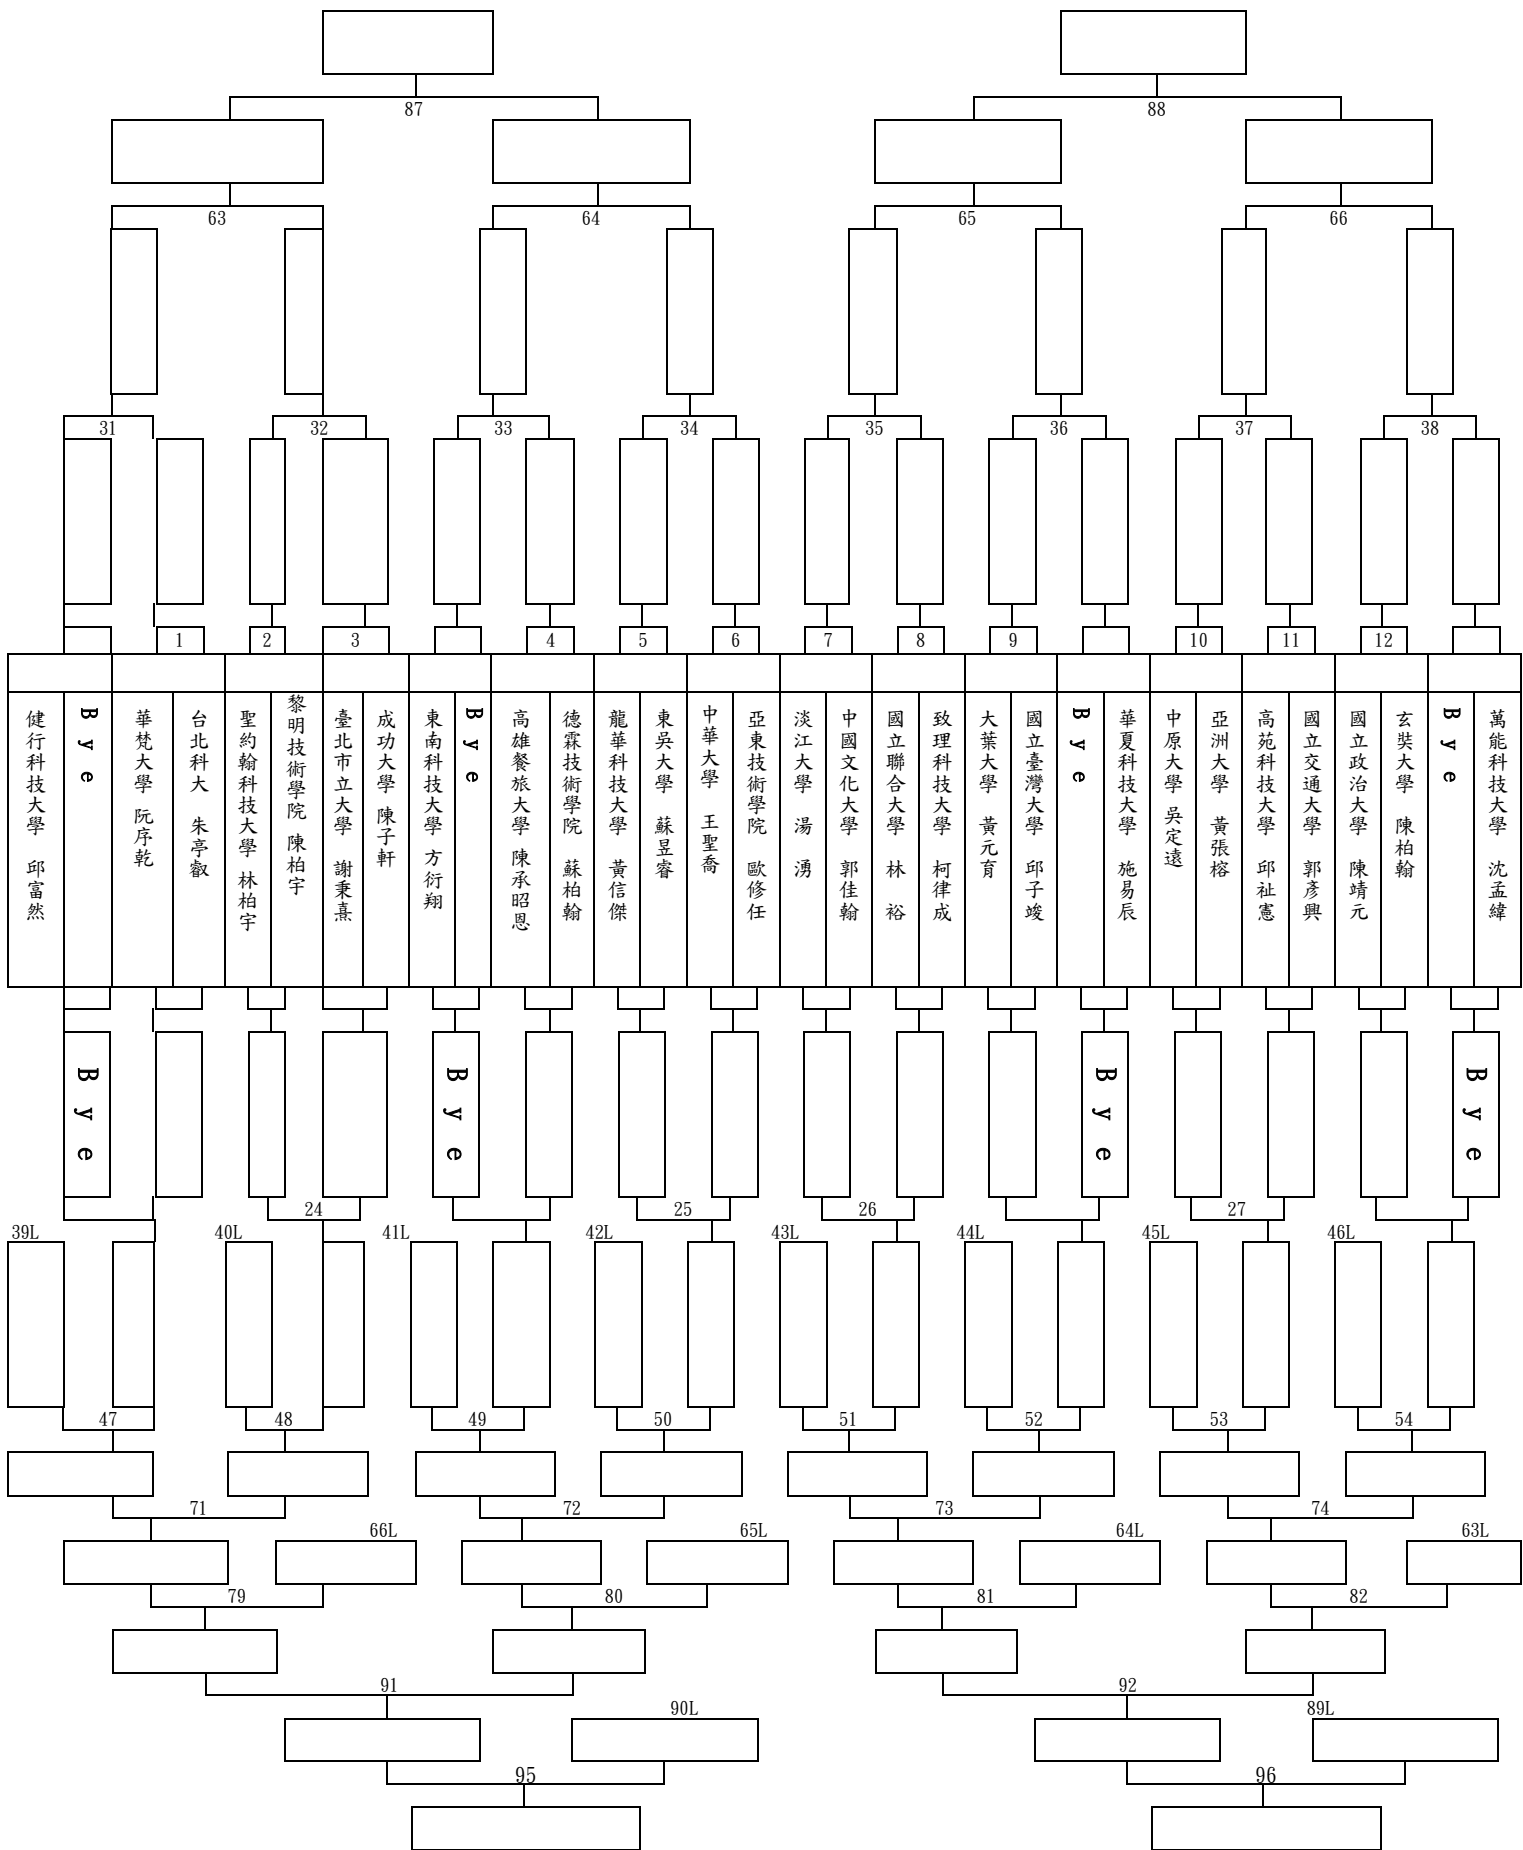 87 88
63 64 65 66
31 32 33 34 35 36 37 38
1 2 3 4 5 6 7 8 9 10 11 12
健行科技大學 邱富然
Bye
華梵大學 阮序乾
台北科大 朱亭叡
聖約翰科技大學 林柏宇
黎明技術學院 陳柏宇
臺北市立大學 謝秉熹
成功大學 陳子軒
東南科技大學 方衍翔
Bye
高雄餐旅大學 陳承昭恩
德霖技術學院 蘇柏翰
龍華科技大學 黃信傑
東吳大學 蘇昱睿
中華大學 王聖喬
亞東技術學院 歐修任
淡江大學 湯湧
中國文化大學 郭佳翰
國立聯合大學 林裕
致理科技大學 柯律成
大葉大學 黃元育
國立臺灣大學 邱子竣
Bye
華夏科技大學 施易辰
中原大學 吳定遠
亞洲大學 黃張榕
高苑科技大學 邱祉憲
國立交通大學 郭彥興
國立政治大學 陳靖元
玄奘大學 陳柏翰
Bye
萬能科技大學 沈孟緯
Bye Bye Bye Bye
24 25 26 27
39L 40L 41L 42L 43L 44L 45L 46L
47 48 49 50 51 52 53 54
71 72 73 74
66L 65L 64L 63L
79 80 81 82
91 92
90L 89L
95 96